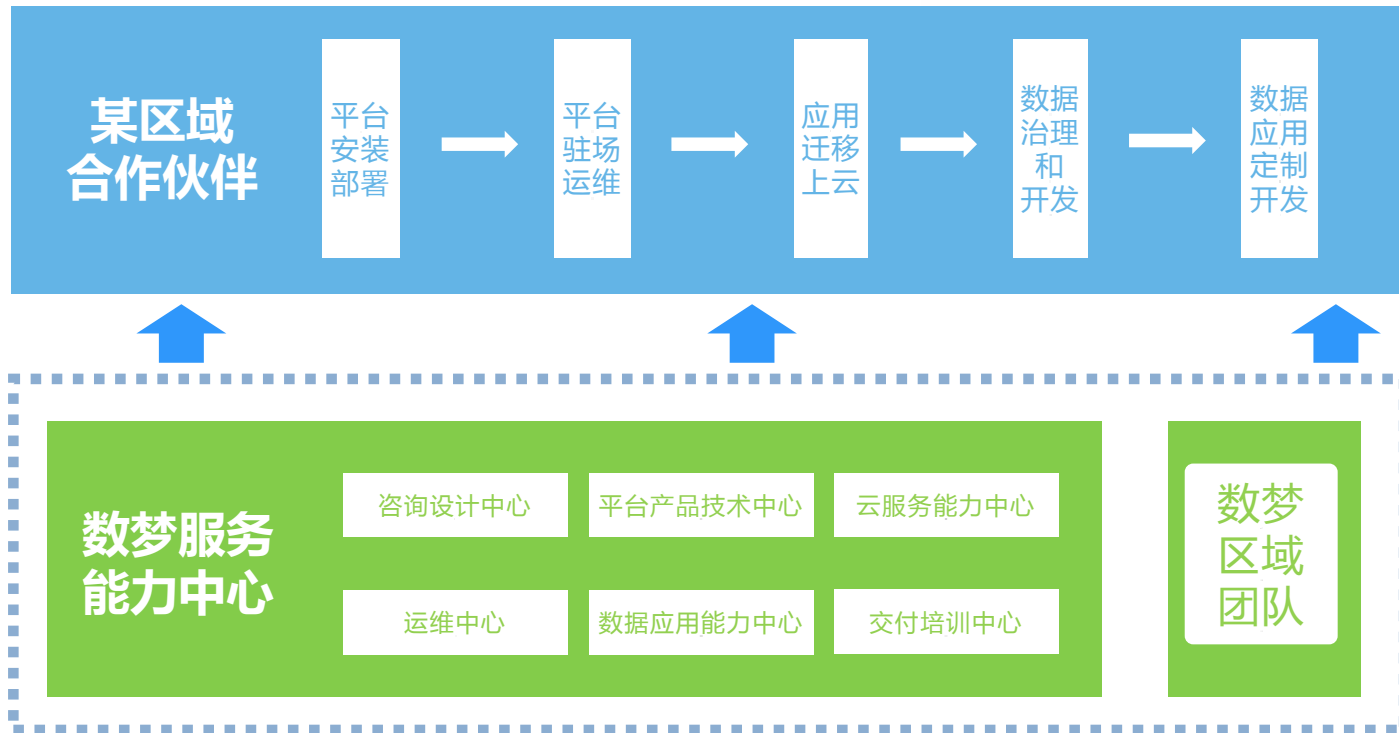 某区域
合作伙伴
平台
安装
部署
平台
驻场
运维
应用
迁移
上云
数据
治理
和
开发
数据
应用
定制
开发
数梦服务
能力中心
咨询设计中心
平台产品技术中心
云服务能力中心
运维中心
数据应用能力中心
交付培训中心
数梦
区域
团队